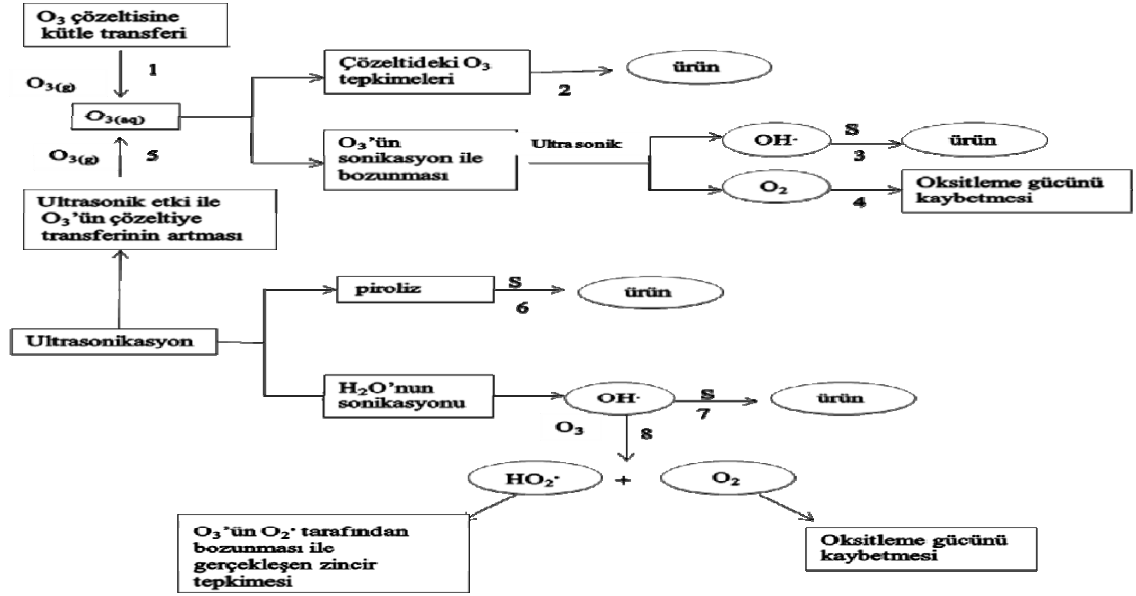 O₃ çözeltisine
kütle transferi
1
O₃(g)
O₃(aq)
O₃(g)
5
Ultrasonik etki ile
O₃'ün çözeltiye
transferinin artması
Çözeltideki O₃
tepkimeleri
2
ürün
O₃'ün
sonikasyon ile
bozunması
Ultrasonik
OH·
S
3
ürün
O₂
4
Oksitleme gücünü
kaybetmesi
Ultrasonikasyon
piroliz
S
6
ürün
H₂O'nun
sonikasyonu
OH·
S
7
ürün
O₃
8
HO₂·
+
O₂
O₃'ün O₂· tarafından
bozunması ile
gerçekleşen zincir
tepkimesi
Oksitleme gücünü
kaybetmesi